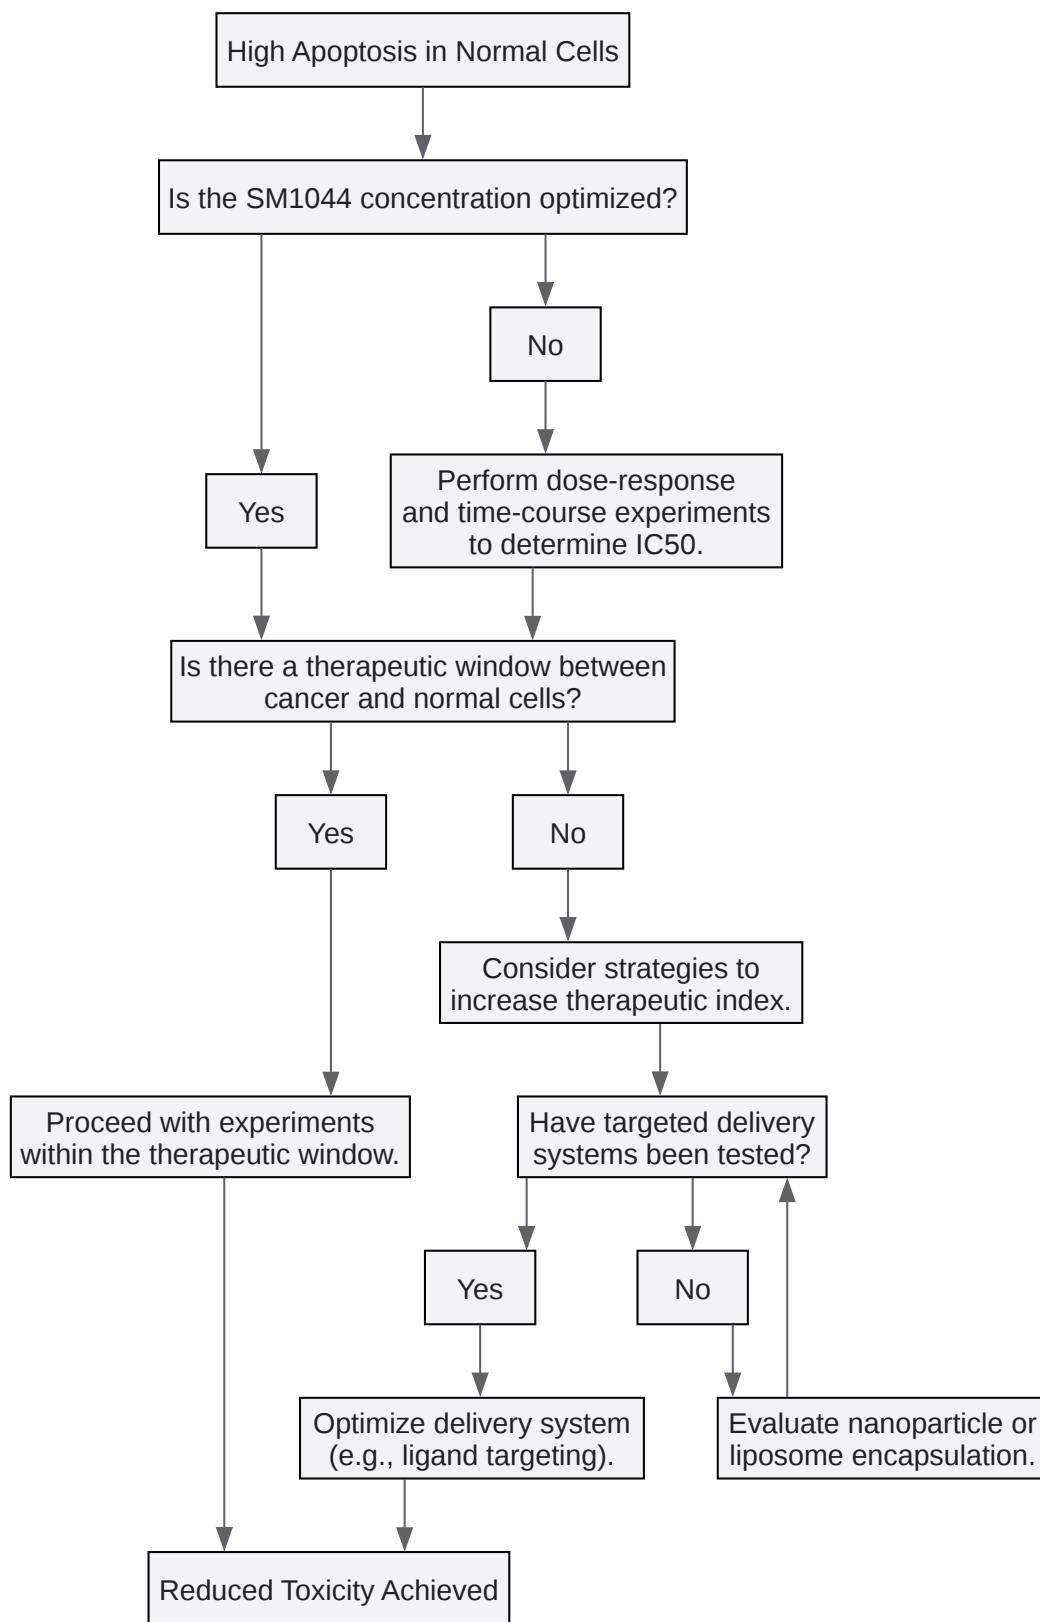 High Apoptosis in Normal Cells
Is the SM1044 concentration optimized?
No
Yes
Perform dose-response
and time-course experiments
to determine IC50.
Is there a therapeutic window between
cancer and normal cells?
Yes
No
Consider strategies to
increase therapeutic index.
Proceed with experiments
within the therapeutic window.
Have targeted delivery
systems been tested?
Yes
No
Optimize delivery system
(e.g., ligand targeting).
Evaluate nanoparticle or
liposome encapsulation.
Reduced Toxicity Achieved